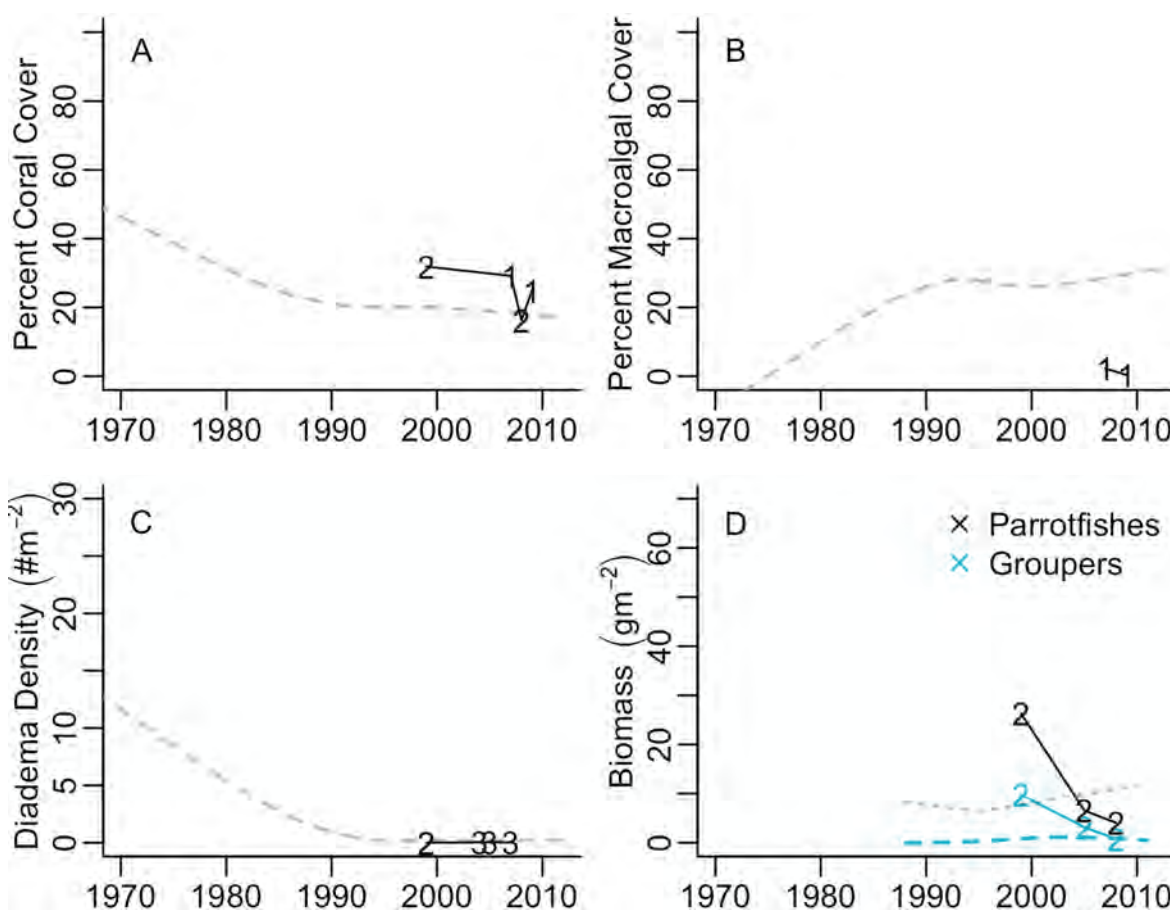 A
Percent Coral Cover
0 20 40 60 80
2 1 2 1
1970 1980 1990 2000 2010
B
Percent Macroalgal Cover
0 20 40 60 80
1 1
1970 1980 1990 2000 2010
C
Diadema Density (#m⁻²)
0 5 10 20 30
2 3 3 3
1970 1980 1990 2000 2010
D
× Parrotfishes
× Groupers
Biomass (gm⁻²)
0 20 40 60
2 2 2
2 2 2
1970 1980 1990 2000 2010